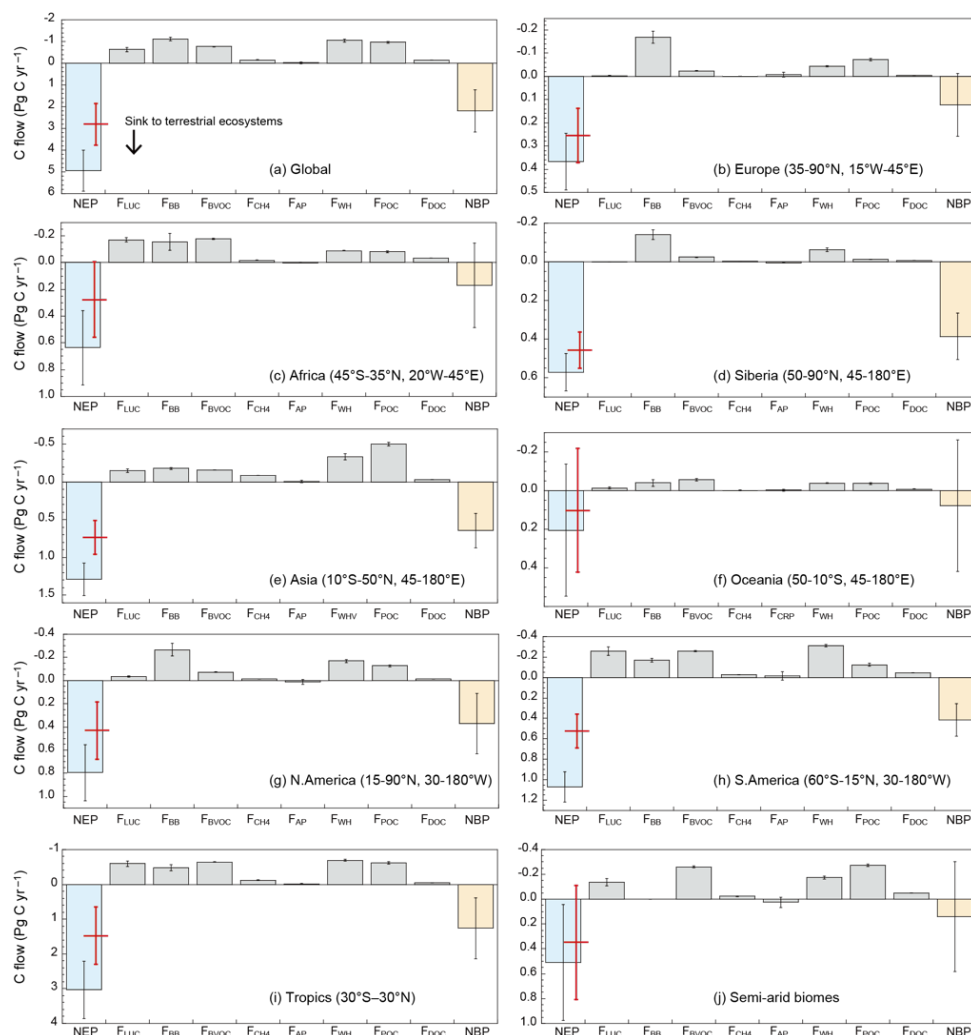 C flow (Pg C yr⁻¹)
-2
-1
0
1
2
3
4
5
6
Sink to terrestrial ecosystems
(a) Global
NEP F_LUC F_BB F_BVOC F_CH4 F_AP F_WH F_POC F_DOC NBP
-0.2
-0.1
0.0
0.1
0.2
0.3
0.4
0.5
(b) Europe (35-90°N, 15°W-45°E)
NEP F_LUC F_BB F_BVOC F_CH4 F_AP F_WH F_POC F_DOC NBP
C flow (Pg C yr⁻¹)
-0.2
0.0
0.2
0.4
0.6
0.8
1.0
(c) Africa (45°S-35°N, 20°W-45°E)
NEP F_LUC F_BB F_BVOC F_CH4 F_AP F_WH F_POC F_DOC NBP
-0.2
0.0
0.2
0.4
0.6
(d) Siberia (50-90°N, 45-180°E)
NEP F_LUC F_BB F_BVOC F_CH4 F_AP F_WH F_POC F_DOC NBP
C flow (Pg C yr⁻¹)
-0.5
0.0
0.5
1.0
1.5
(e) Asia (10°S-50°N, 45-180°E)
NEP F_LUC F_BB F_BVOC F_CH4 F_AP F_WHV F_POC F_DOC NBP
-0.2
0.0
0.2
0.4
(f) Oceania (50-10°S, 45-180°E)
NEP F_LUC F_BB F_BVOC F_CH4 F_CRP F_WH F_POC F_DOC NBP
C flow (Pg C yr⁻¹)
-0.4
-0.2
0.0
0.2
0.4
0.6
0.8
1.0
(g) N.America (15-90°N, 30-180°W)
NEP F_LUC F_BB F_BVOC F_CH4 F_AP F_WH F_POC F_DOC NBP
-0.4
-0.2
0.0
0.2
0.4
0.6
0.8
1.0
1.2
(h) S.America (60°S-15°N, 30-180°W)
NEP F_LUC F_BB F_BVOC F_CH4 F_AP F_WH F_POC F_DOC NBP
C flow (Pg C yr⁻¹)
-1
0
1
2
3
4
(i) Tropics (30°S–30°N)
NEP F_LUC F_BB F_BVOC F_CH4 F_AP F_WH F_POC F_DOC NBP
-0.4
-0.2
0.0
0.2
0.4
0.6
0.8
1.0
(j) Semi-arid biomes
NEP F_LUC F_BB F_BVOC F_CH4 F_AP F_WH F_POC F_DOC NBP